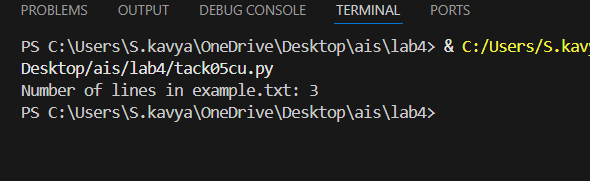 PROBLEMS OUTPUT DEBUG CONSOLE TERMINAL PORTS
PS C:\Users\S.kavya\OneDrive\Desktop\ais\lab4> & C:/Users/S.kavy
Desktop/ais/lab4/tack05cu.py
Number of lines in example.txt: 3
PS C:\Users\S.kavya\OneDrive\Desktop\ais\lab4>